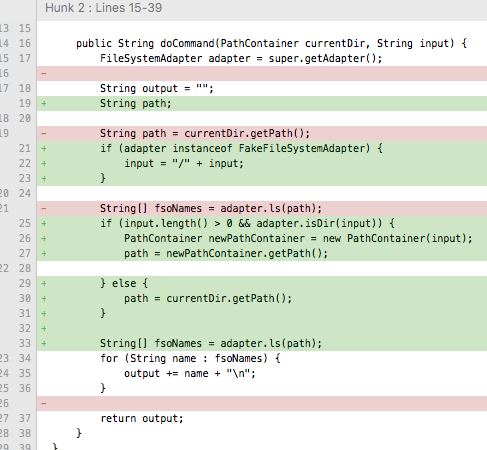 Hunk 2 : Lines 15-39
13 15
14 16 public String doCommand(PathContainer currentDir, String input) {
15 17 FileSystemAdapter adapter = super.getAdapter();
16 -
17 18 String output = "";
19 + String path;
18 20
19 - String path = currentDir.getPath();
21 + if (adapter instanceof FakeFileSystemAdapter) {
22 + input = "/" + input;
23 + }
20 24
21 - String[] fsoNames = adapter.ls(path);
25 + if (input.length() > 0 && adapter.isDir(input)) {
26 + PathContainer newPathContainer = new PathContainer(input);
27 + path = newPathContainer.getPath();
22 28
29 + } else {
30 + path = currentDir.getPath();
31 + }
32 +
33 + String[] fsoNames = adapter.ls(path);
23 34 for (String name : fsoNames) {
24 35 output += name + "\n";
25 36 }
26 -
27 37 return output;
28 38 }
29 39 }